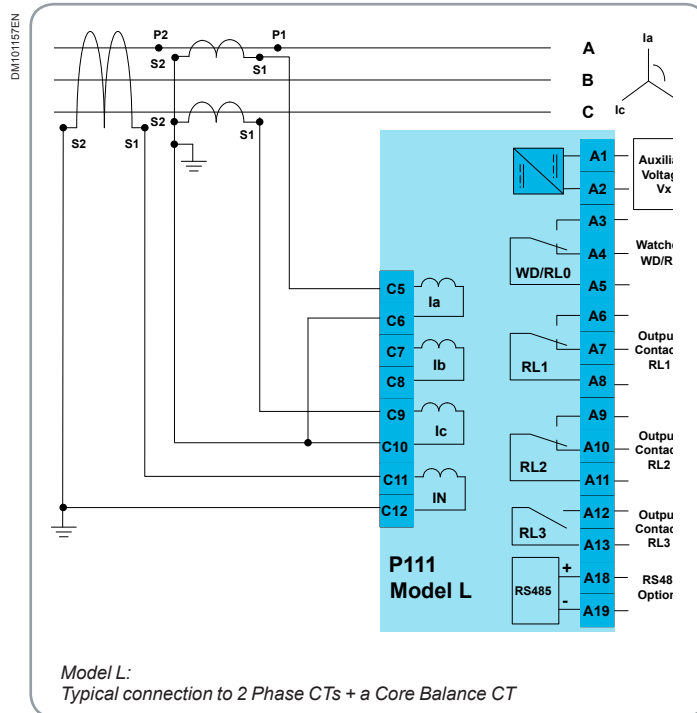 DM101157EN
P2
P1
S2
S1
A
B
C
Ia
Ic
S2
S1
S2
S1
A1
A2
A3
A4
A5
A6
A7
A8
A9
A10
A11
A12
A13
A18
A19
Vx
WD/RL0
RL1
RL1
RL2
RL2
RL3
RL3
RS485
+
-
C5
C6
C7
C8
C9
C10
C11
C12
Ia
Ib
Ic
IN
P111
Model L
Model L:
Typical connection to 2 Phase CTs + a Core Balance CT